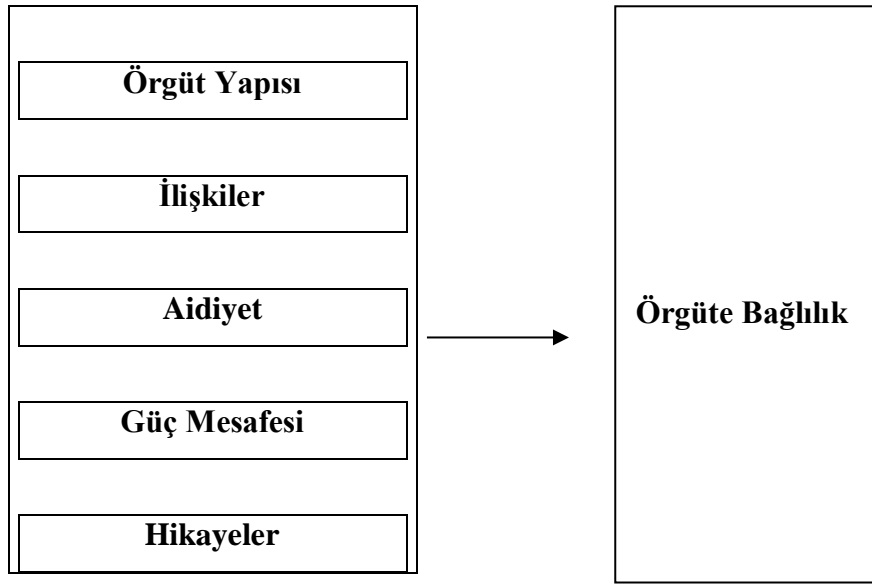 Örgüt Yapısı
İlişkiler
Aidiyet
Örgüte Bağlılık
Güç Mesafesi
Hikayeler